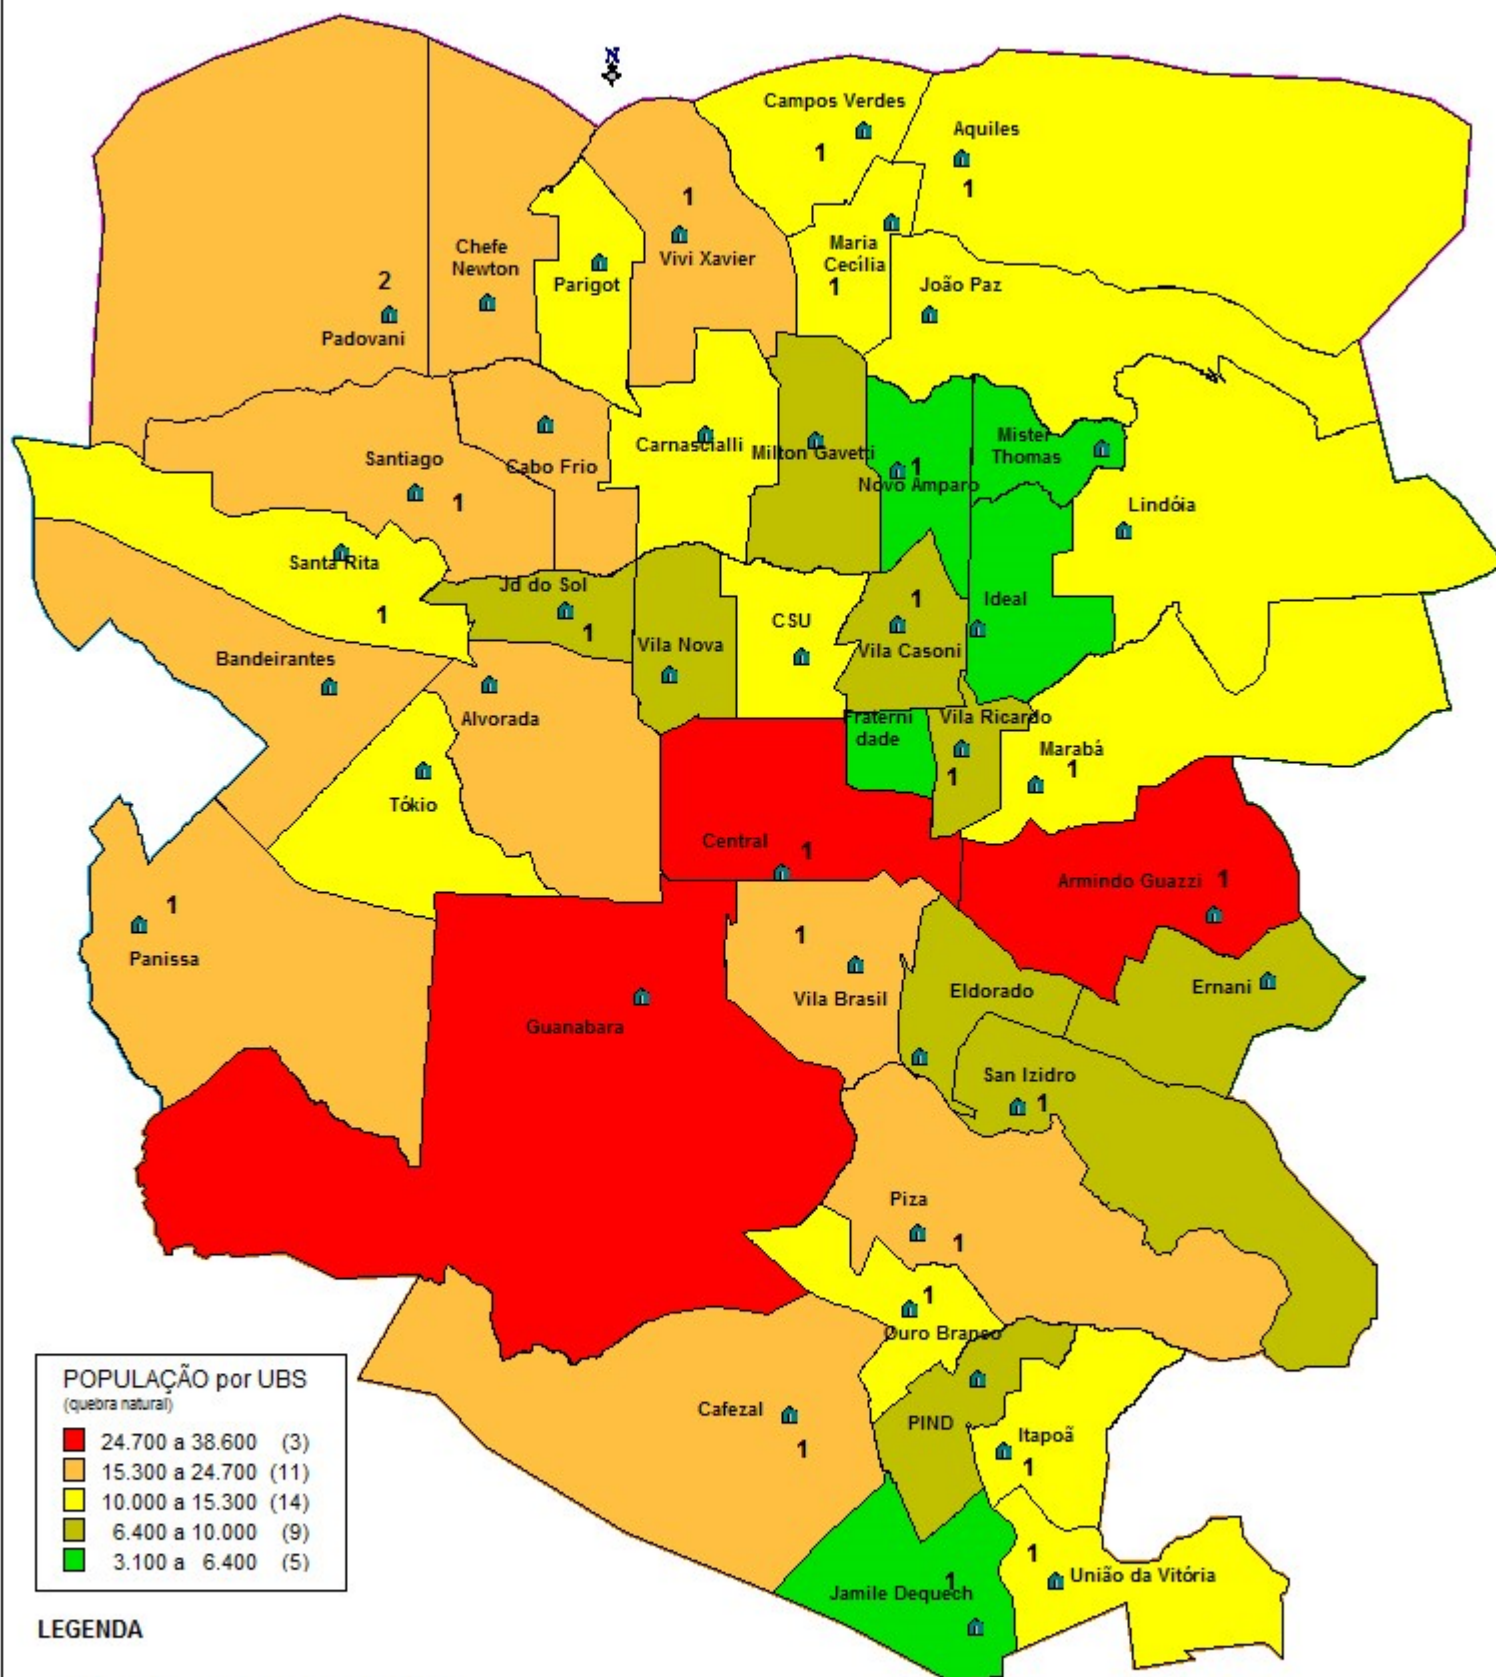 N
Campos Verdes
1
Aquiles
1
1
Vivi Xavier
Chefe
Newton
Parigot
Maria
Cecília
1
João Paz
2
Padovani
Santiago
1
Cabo Frio
Carnascialli
Milton Gavetti
1
Novo Amparo
Mister
Thomas
Lindóia
Santa Rita
1
Jd do Sol
1
Vila Nova
CSU
1
Vila Casoni
Ideal
Bandeirantes
Alvorada
Fraterni
dade
Vila Ricardo
1
Marabá
1
Tókio
Central
1
Armindo Guazzi
1
1
Panissa
1
Vila Brasil
Eldorado
Ernani
Guanabara
San Izidro
1
Piza
1
1
Ouro Branco
Cafezal
1
PIND
Itapoã
1
1
União da Vitória
1
Jamile Dequech
POPULAÇÃO por UBS
(quebra natural)
24.700 a 38.600 (3)
15.300 a 24.700 (11)
10.000 a 15.300 (14)
6.400 a 10.000 (9)
3.100 a 6.400 (5)
LEGENDA